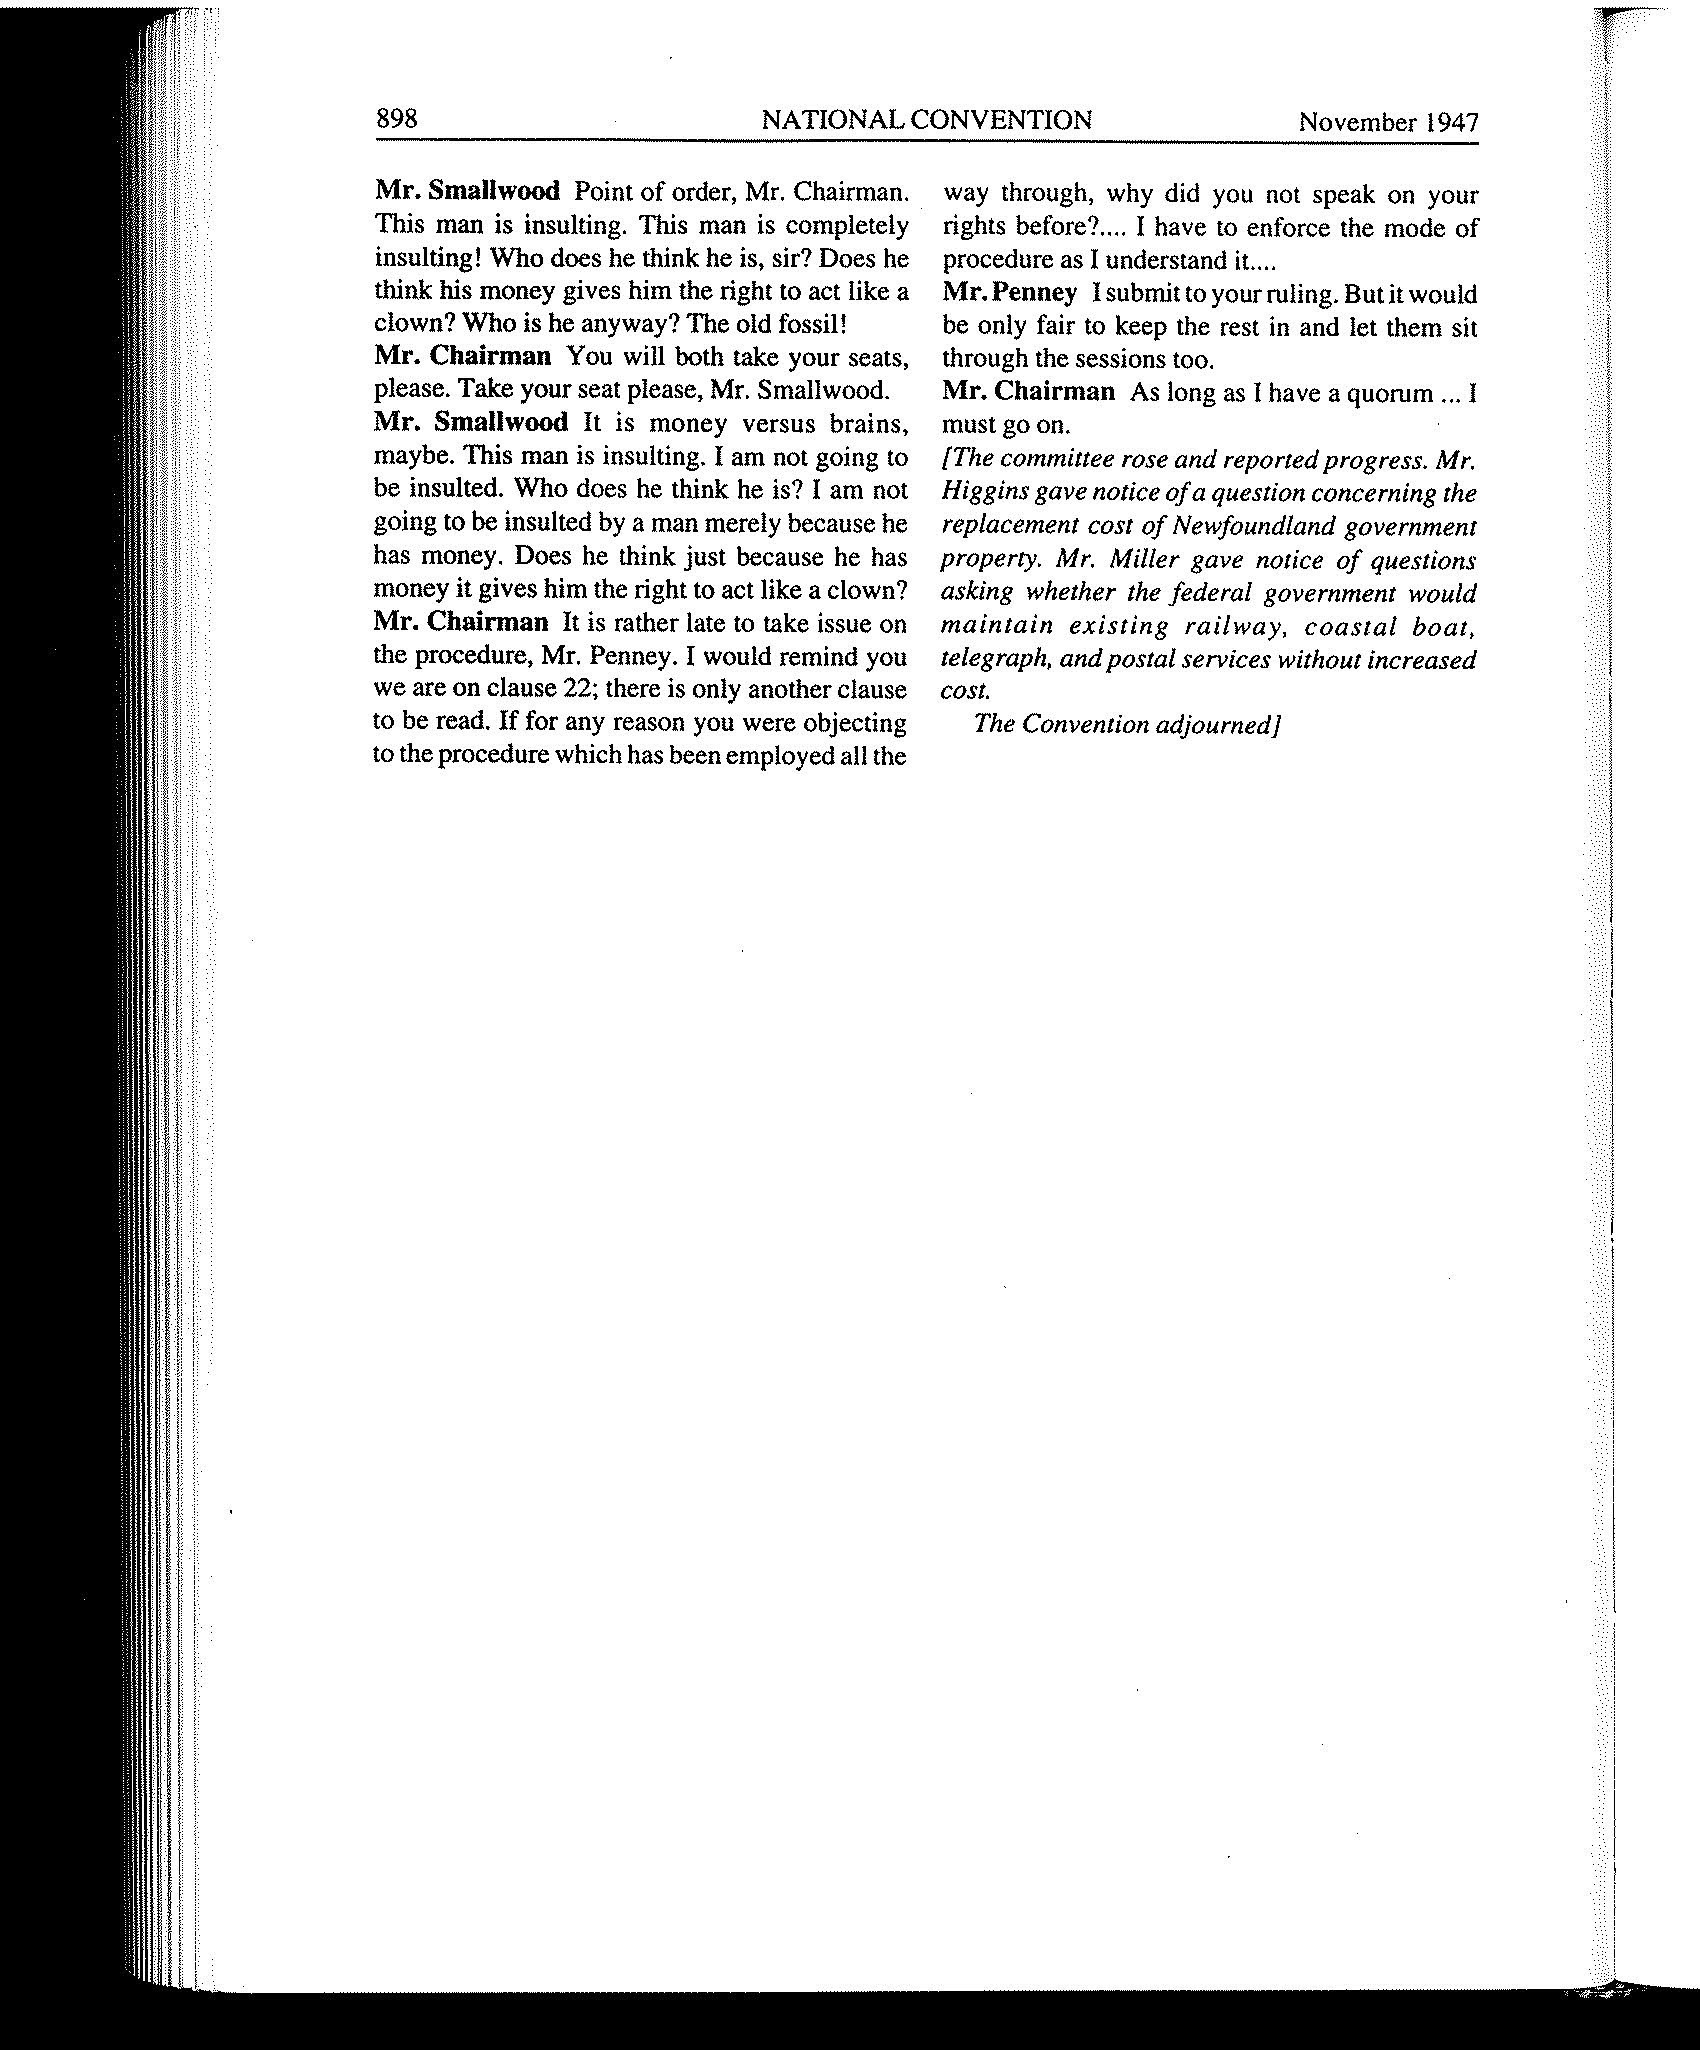 898
NATIONAL CONVENTION
November 1947
Mr. Smallwood Point of order, Mr. Chairman.
This man is insulting. This man is completely
insulting! Who does he think he is, sir? Does he
think his money gives him the right to act like a
clown? Who is he anyway? The old fossil!
Mr. Chairman You will both take your seats,
please. Take your seat please, Mr. Smallwood.
Mr. Smallwood It is money versus brains,
maybe. This man is insulting. I am not going to
be insulted. Who does he think he is? I am not
going to be insulted by a man merely because he
has money. Does he think just because he has
money it gives him the right to act like a clown?
Mr. Chairman It is rather late to take issue on
the procedure, Mr. Penney. I would remind you
we are on clause 22; there is only another clause
to be read. If for any reason you were objecting
to the procedure which has been employed all the
way through, why did you not speak on your
rights before?.... I have to enforce the mode of
procedure as I understand it....
Mr. Penney I submit to your ruling. But it would
be only fair to keep the rest in and let them sit
through the sessions too.
Mr. Chairman As long as I have a quorum ... I
must go on.
[The committee rose and reported progress. Mr.
Higgins gave notice of a question concerning the
replacement cost of Newfoundland government
property. Mr. Miller gave notice of questions
asking whether the federal government would
maintain existing railway, coastal boat,
telegraph, and postal services without increased
cost.
The Convention adjourned]